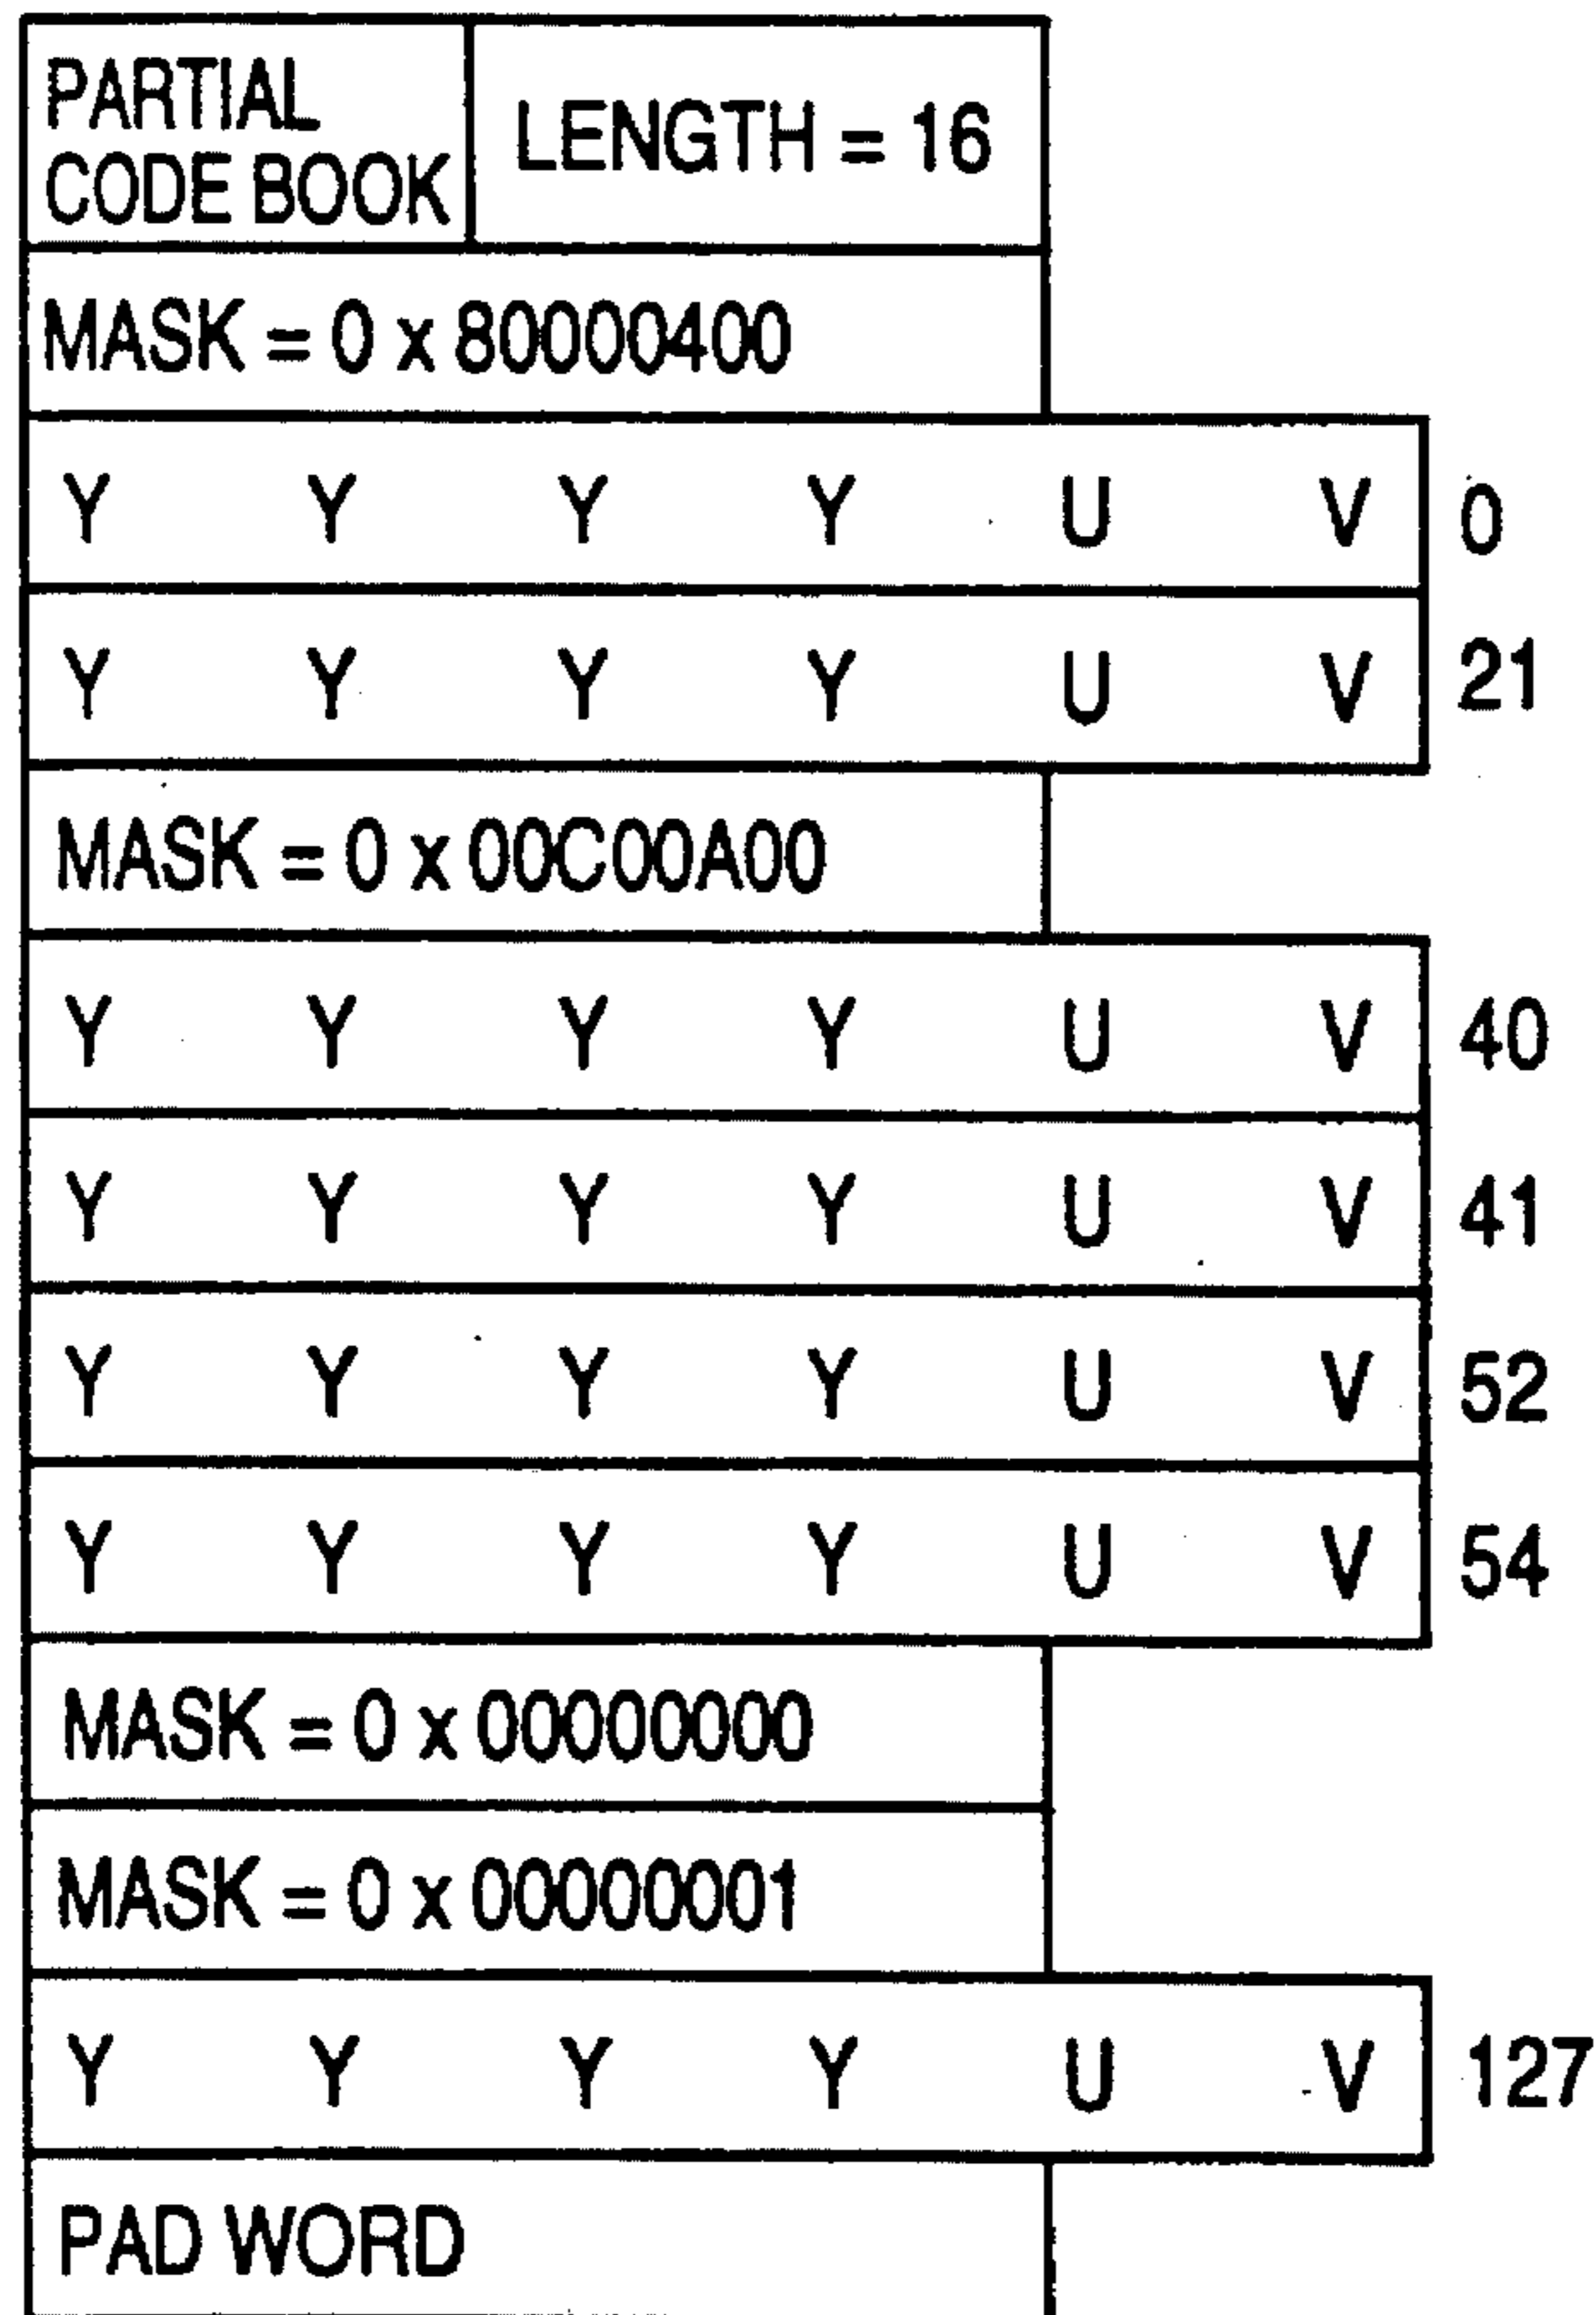 PARTIAL
CODE BOOK
LENGTH = 16
MASK = 0 x 80000400
Y Y Y Y U V 0
Y Y Y Y U V 21
MASK = 0 x 00C00A00
Y Y Y Y U V 40
Y Y Y Y U V 41
Y Y Y Y U V 52
Y Y Y Y U V 54
MASK = 0 x 00000000
MASK = 0 x 00000001
Y Y Y Y U V 127
PAD WORD